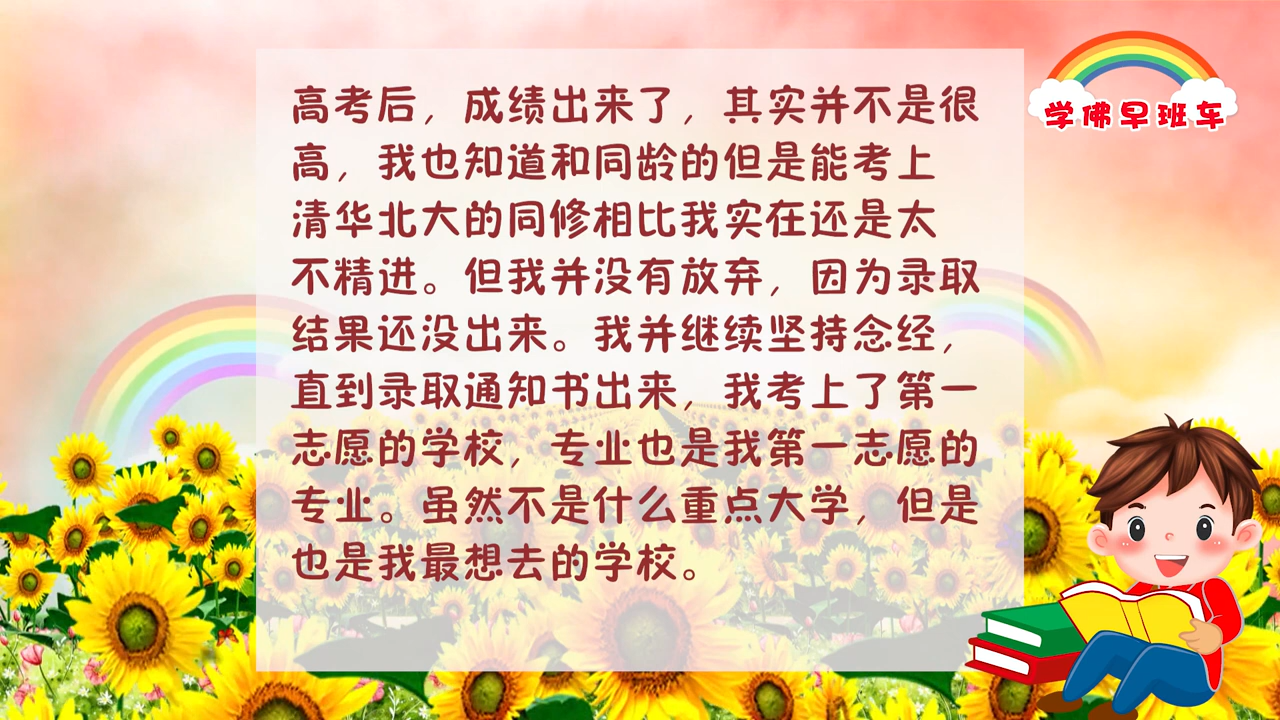 高考后，成绩出来了，其实并不是很
高，我也知道和同龄的但是能考上
清华北大的同修相比我实在还是太
不精进。但我并没有放弃，因为录取
结果还没出来。我并继续坚持念经，
直到录取通知书出来，我考上了第一
志愿的学校，专业也是我第一志愿的
专业。虽然不是什么重点大学，但是
也是我最想去的学校。
学佛早班车